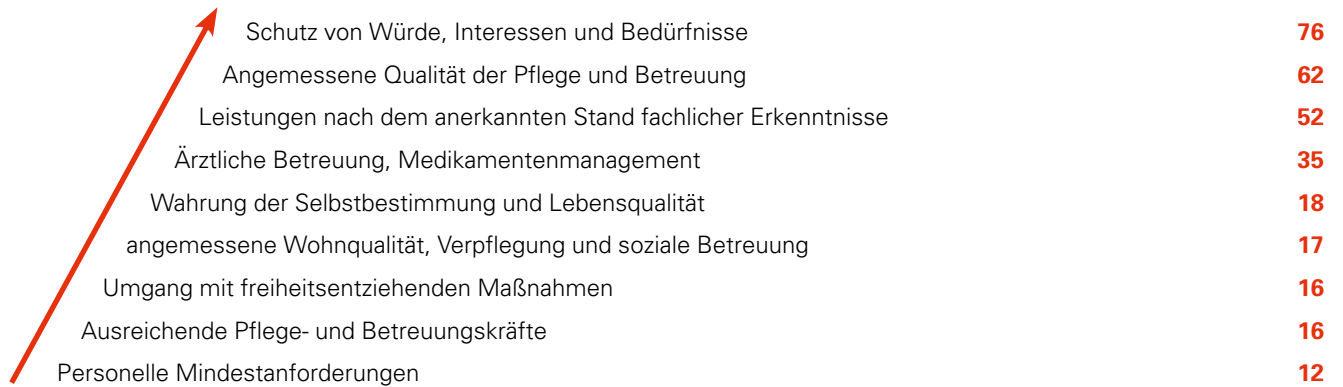 Schutz von Würde, Interessen und Bedürfnisse 76
Angemessene Qualität der Pflege und Betreuung 62
Leistungen nach dem anerkannten Stand fachlicher Erkenntnisse 52
Ärztliche Betreuung, Medikamentenmanagement 35
Wahrung der Selbstbestimmung und Lebensqualität 18
angemessene Wohnqualität, Verpflegung und soziale Betreuung 17
Umgang mit freiheitsentziehenden Maßnahmen 16
Ausreichende Pflege- und Betreuungskräfte 16
Personelle Mindestanforderungen 12